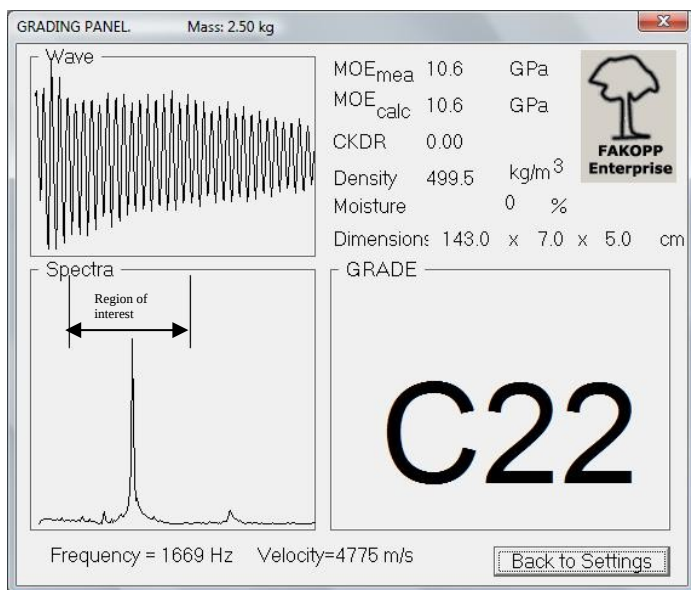 GRADING PANEL. Mass: 2.50 kg
Wave
MOEmea 10.6 GPa
MOEcalc 10.6 GPa
CKDR 0.00
Density 499.5 kg/m3
Moisture 0 %
Dimensions 143.0 x 7.0 x 5.0 cm
FAKOPP
Enterprise
Spectra
Region of
interest
GRADE
C22
Frequency = 1669 Hz Velocity=4775 m/s
Back to Settings